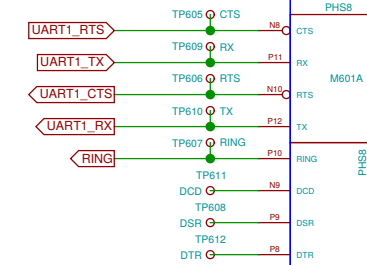 PHS8
TP605 CTS
UART1_RTS N8 CTS
TP609 RX
UART1_TX P11 RX
TP606 RTS M601A
UART1_CTS N10 RTS
TP610 TX
UART1_RX P12 TX
TP607 RING PHS8
RING P10 RING
TP611
DCD N9 DCD
TP608
DSR P9 DSR
TP612
DTR P8 DTR